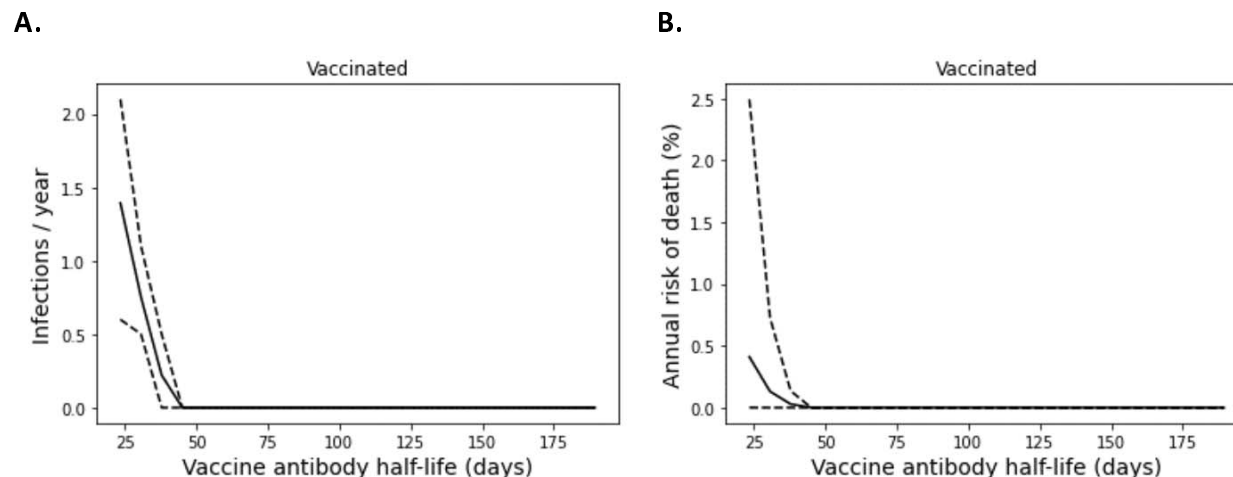 A.
B.
Vaccinated
Vaccinated
Infections / year
2.0
1.5
1.0
0.5
0.0
25 50 75 100 125 150 175
Vaccine antibody half-life (days)
Annual risk of death (%)
2.5
2.0
1.5
1.0
0.5
0.0
25 50 75 100 125 150 175
Vaccine antibody half-life (days)